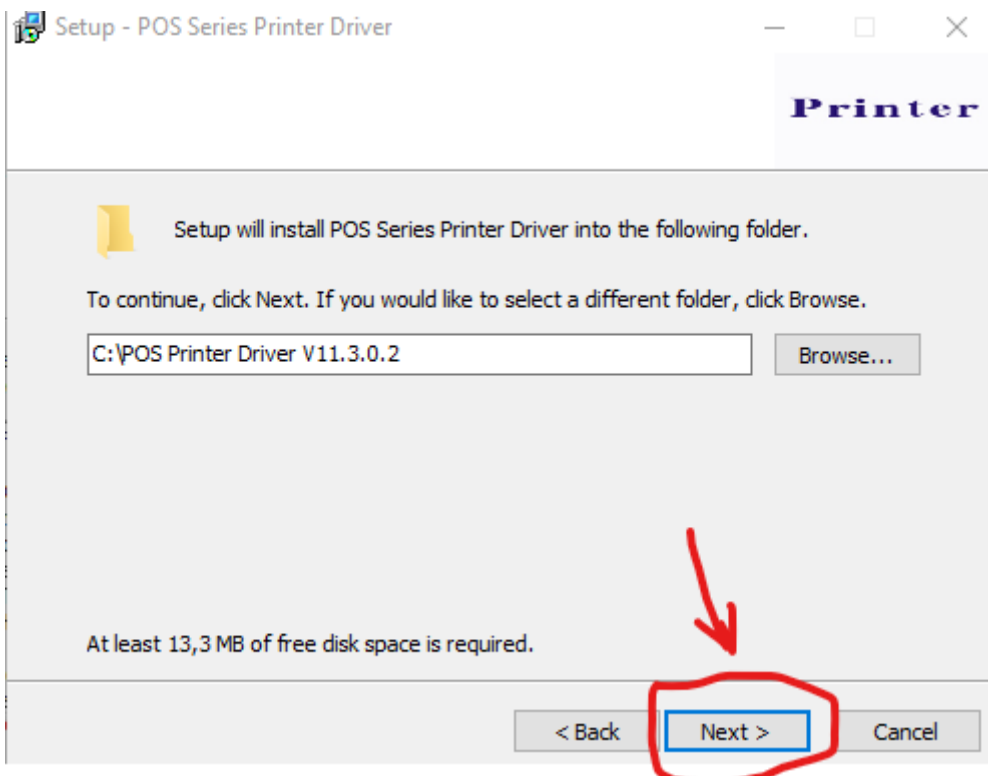 Setup - POS Series Printer Driver
Printer
Setup will install POS Series Printer Driver into the following folder.
To continue, click Next. If you would like to select a different folder, click Browse.
C:\POS Printer Driver V11.3.0.2
Browse...
At least 13,3 MB of free disk space is required.
< Back
Next >
Cancel